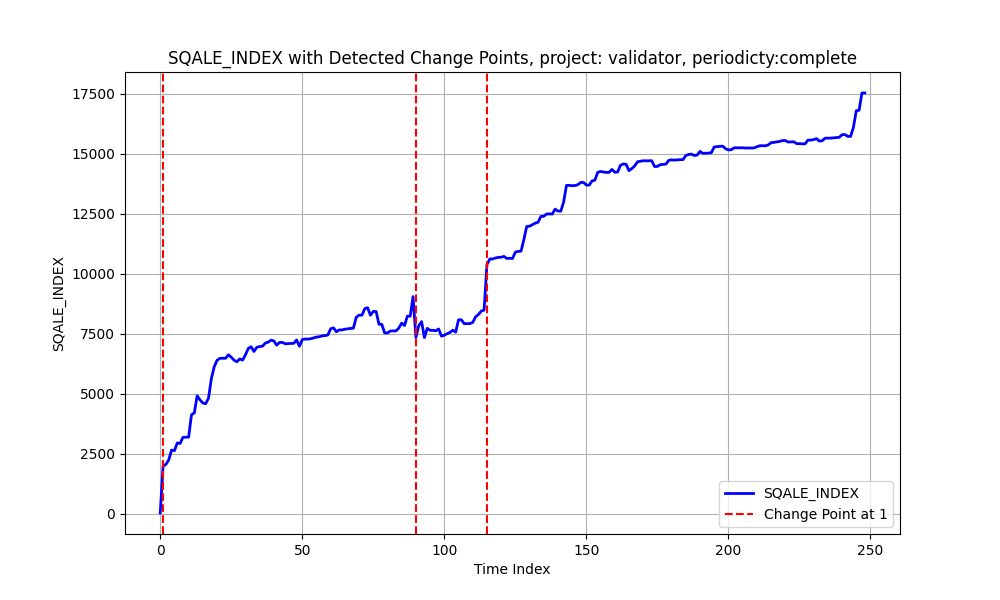 SQALE_INDEX with Detected Change Points, project: validator, periodicty:complete
17500
15000
12500
10000
7500
5000
2500
0
SQALE_INDEX
0 50 100 150 200 250
Time Index
SQALE_INDEX
Change Point at 1